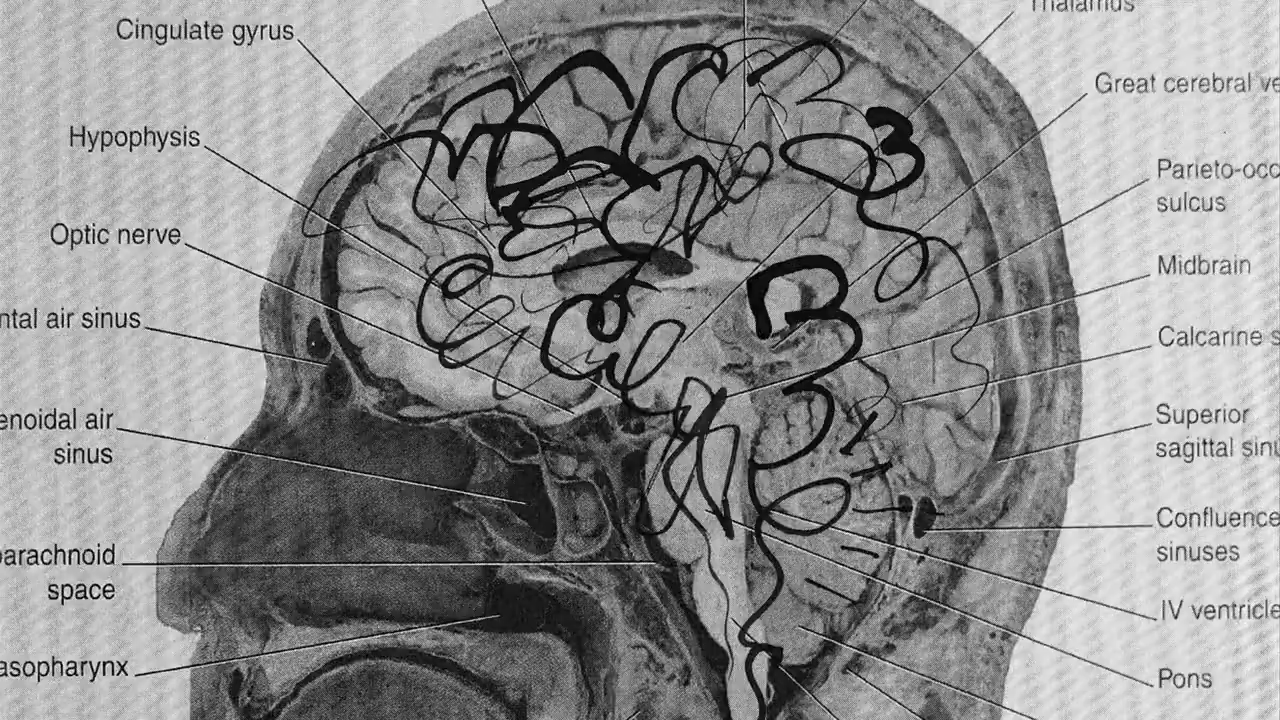 Cingulate gyrus
Hypophysis
Optic nerve
ntal air sinus
enoidal air
sinus
parachnoid
space
asopharynx
Thalamus
Great cerebral ve
Parieto-occ
sulcus
Midbrain
Calcarine s
Superior
sagittal sinu
Confluence
sinuses
IV ventricle
Pons